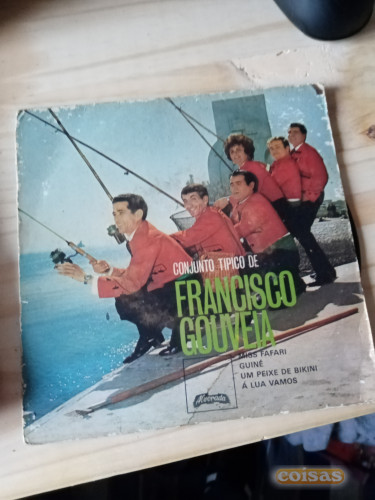 CONJUNTO TIPICO DE
FRANCISCO
GOUVEIA
MISS FAFARI
GUINÉ
UM PEIXE DE BIKINI
Á LUA VAMOS
Alvorada
coisas